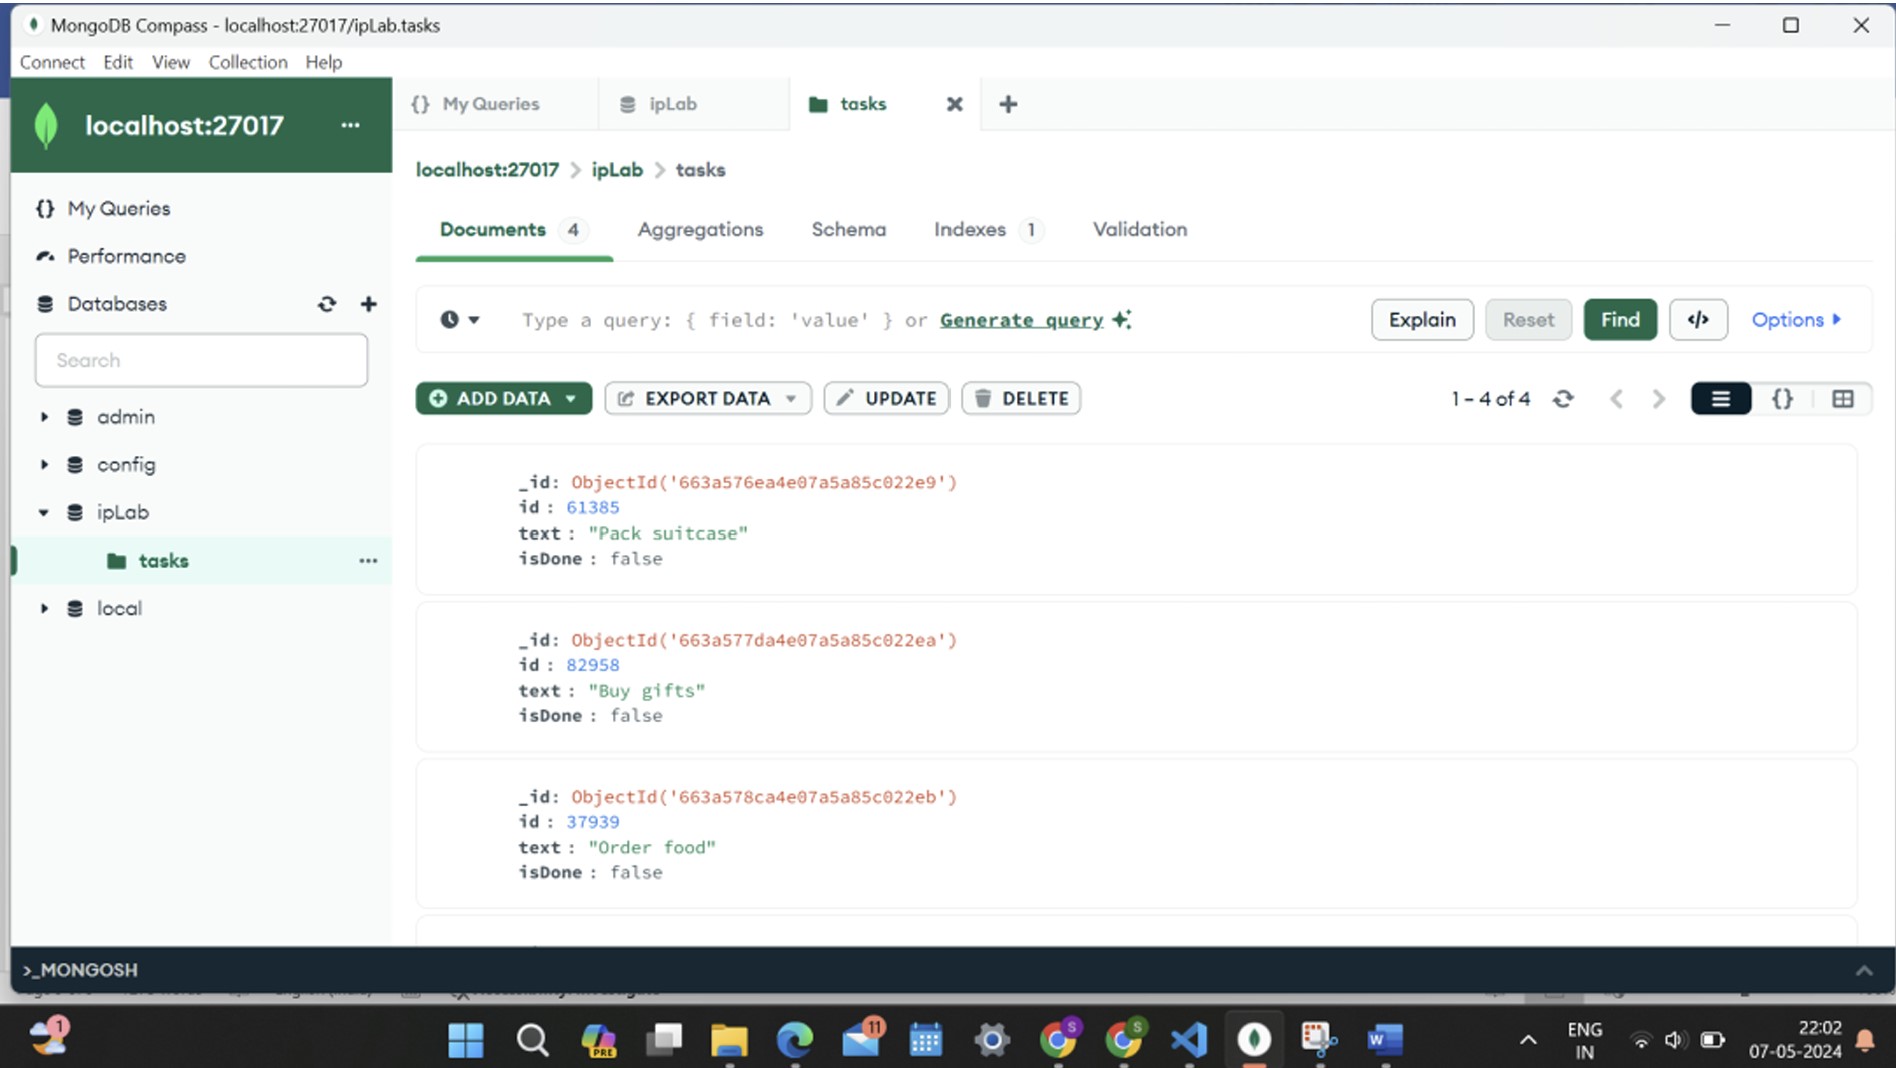 MongoDB Compass - localhost:27017/ipLab.tasks
Connect Edit View Collection Help
localhost:27017 ...
{} My Queries
ipLab
tasks
localhost:27017 > ipLab > tasks
My Queries
Performance
Databases
Search
admin
config
ipLab
tasks ...
local
Documents 4 Aggregations Schema Indexes 1 Validation
Type a query: { field: 'value' } or Generate query
Explain Reset Find </> Options
ADD DATA EXPORT DATA UPDATE DELETE
1 – 4 of 4 {}
_id: ObjectId('663a576ea4e07a5a85c022e9')
id : 61385
text : "Pack suitcase"
isDone : false
_id: ObjectId('663a577da4e07a5a85c022ea')
id : 82958
text : "Buy gifts"
isDone : false
_id: ObjectId('663a578ca4e07a5a85c022eb')
id : 37939
text : "Order food"
isDone : false
>_MONGOSH
1
PRE
11
S
S
W
ENG
IN
22:02
07-05-2024